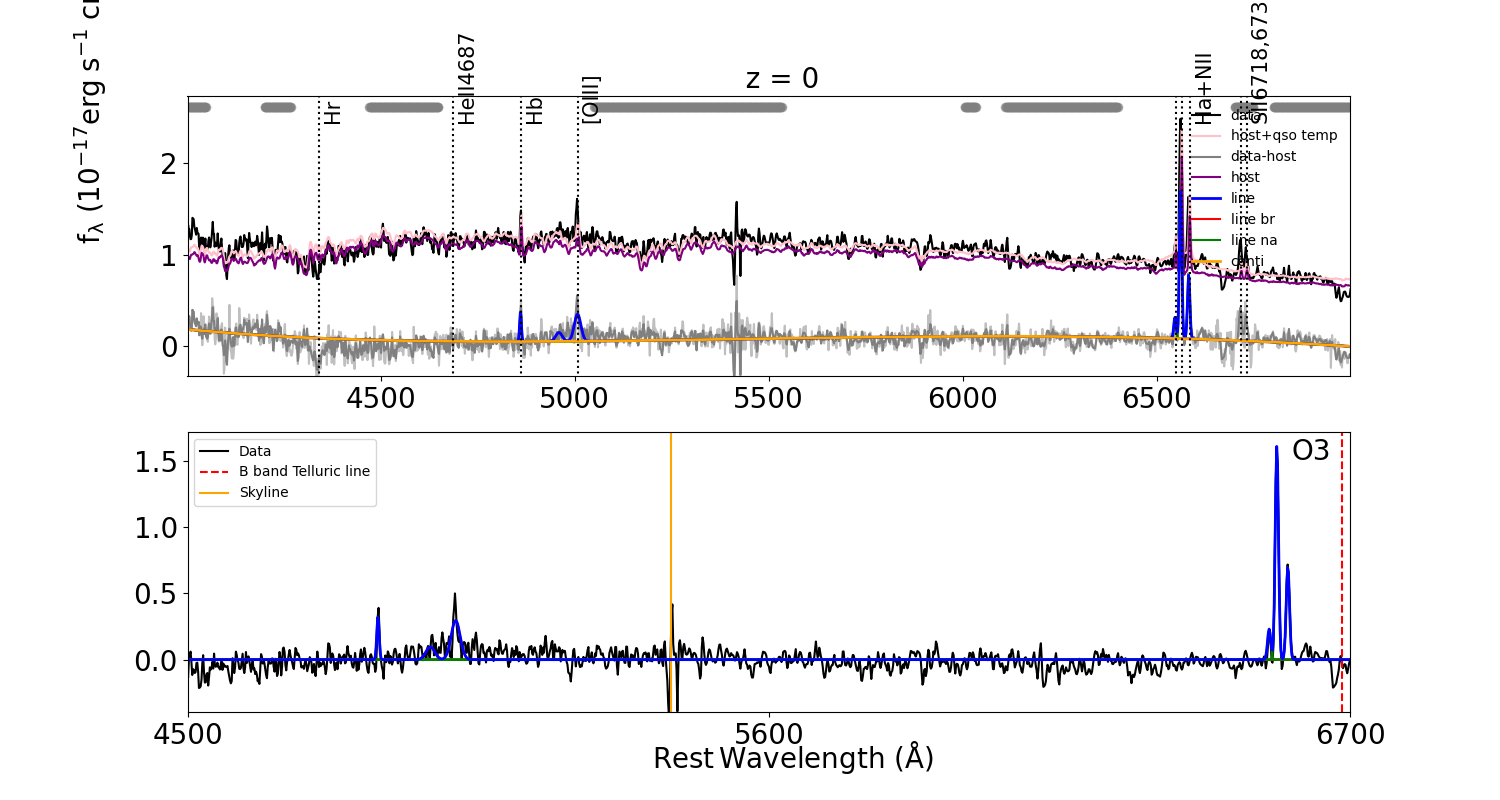 z = 0
f_λ (10^−17 erg s^−1 c
Hr
HeII4687
Hb
[OIII]
Ha+NII
SII6718,673
data
host+qso temp
data-host
host
line
line br
line na
conti
2
1
0
4500 5000 5500 6000 6500
Data
B band Telluric line
Skyline
O3
1.5
1.0
0.5
0.0
4500 5600 6700
Rest Wavelength (Å)